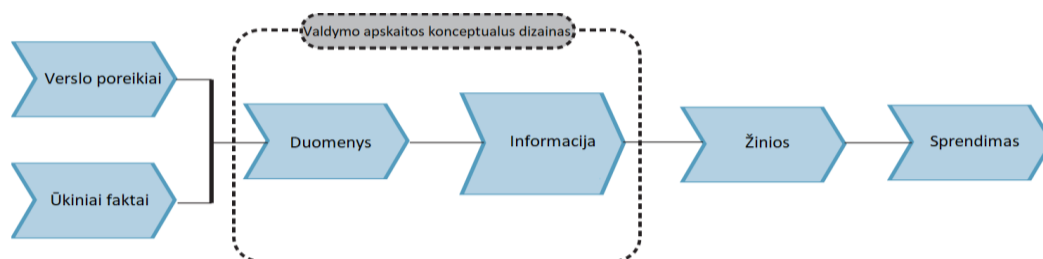 Valdymo apskaitos konceptualus dizainas
Verslo poreikiai
Ūkiniai faktai
Duomenys
Informacija
Žinios
Sprendimas